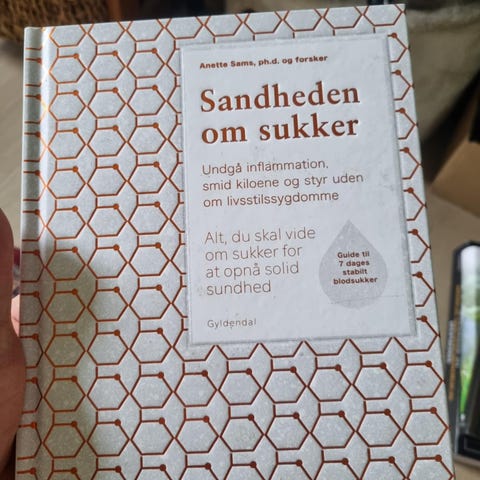 Anette Sams, ph.d. og forsker
Sandheden
om sukker
Undgå inflammation,
smid kiloene og styr uden
om livsstilssygdomme
Alt, du skal vide
om sukker for
at opnå solid
sundhed
Guide til
7 dages
stabilt
blodsukker
Gyldendal